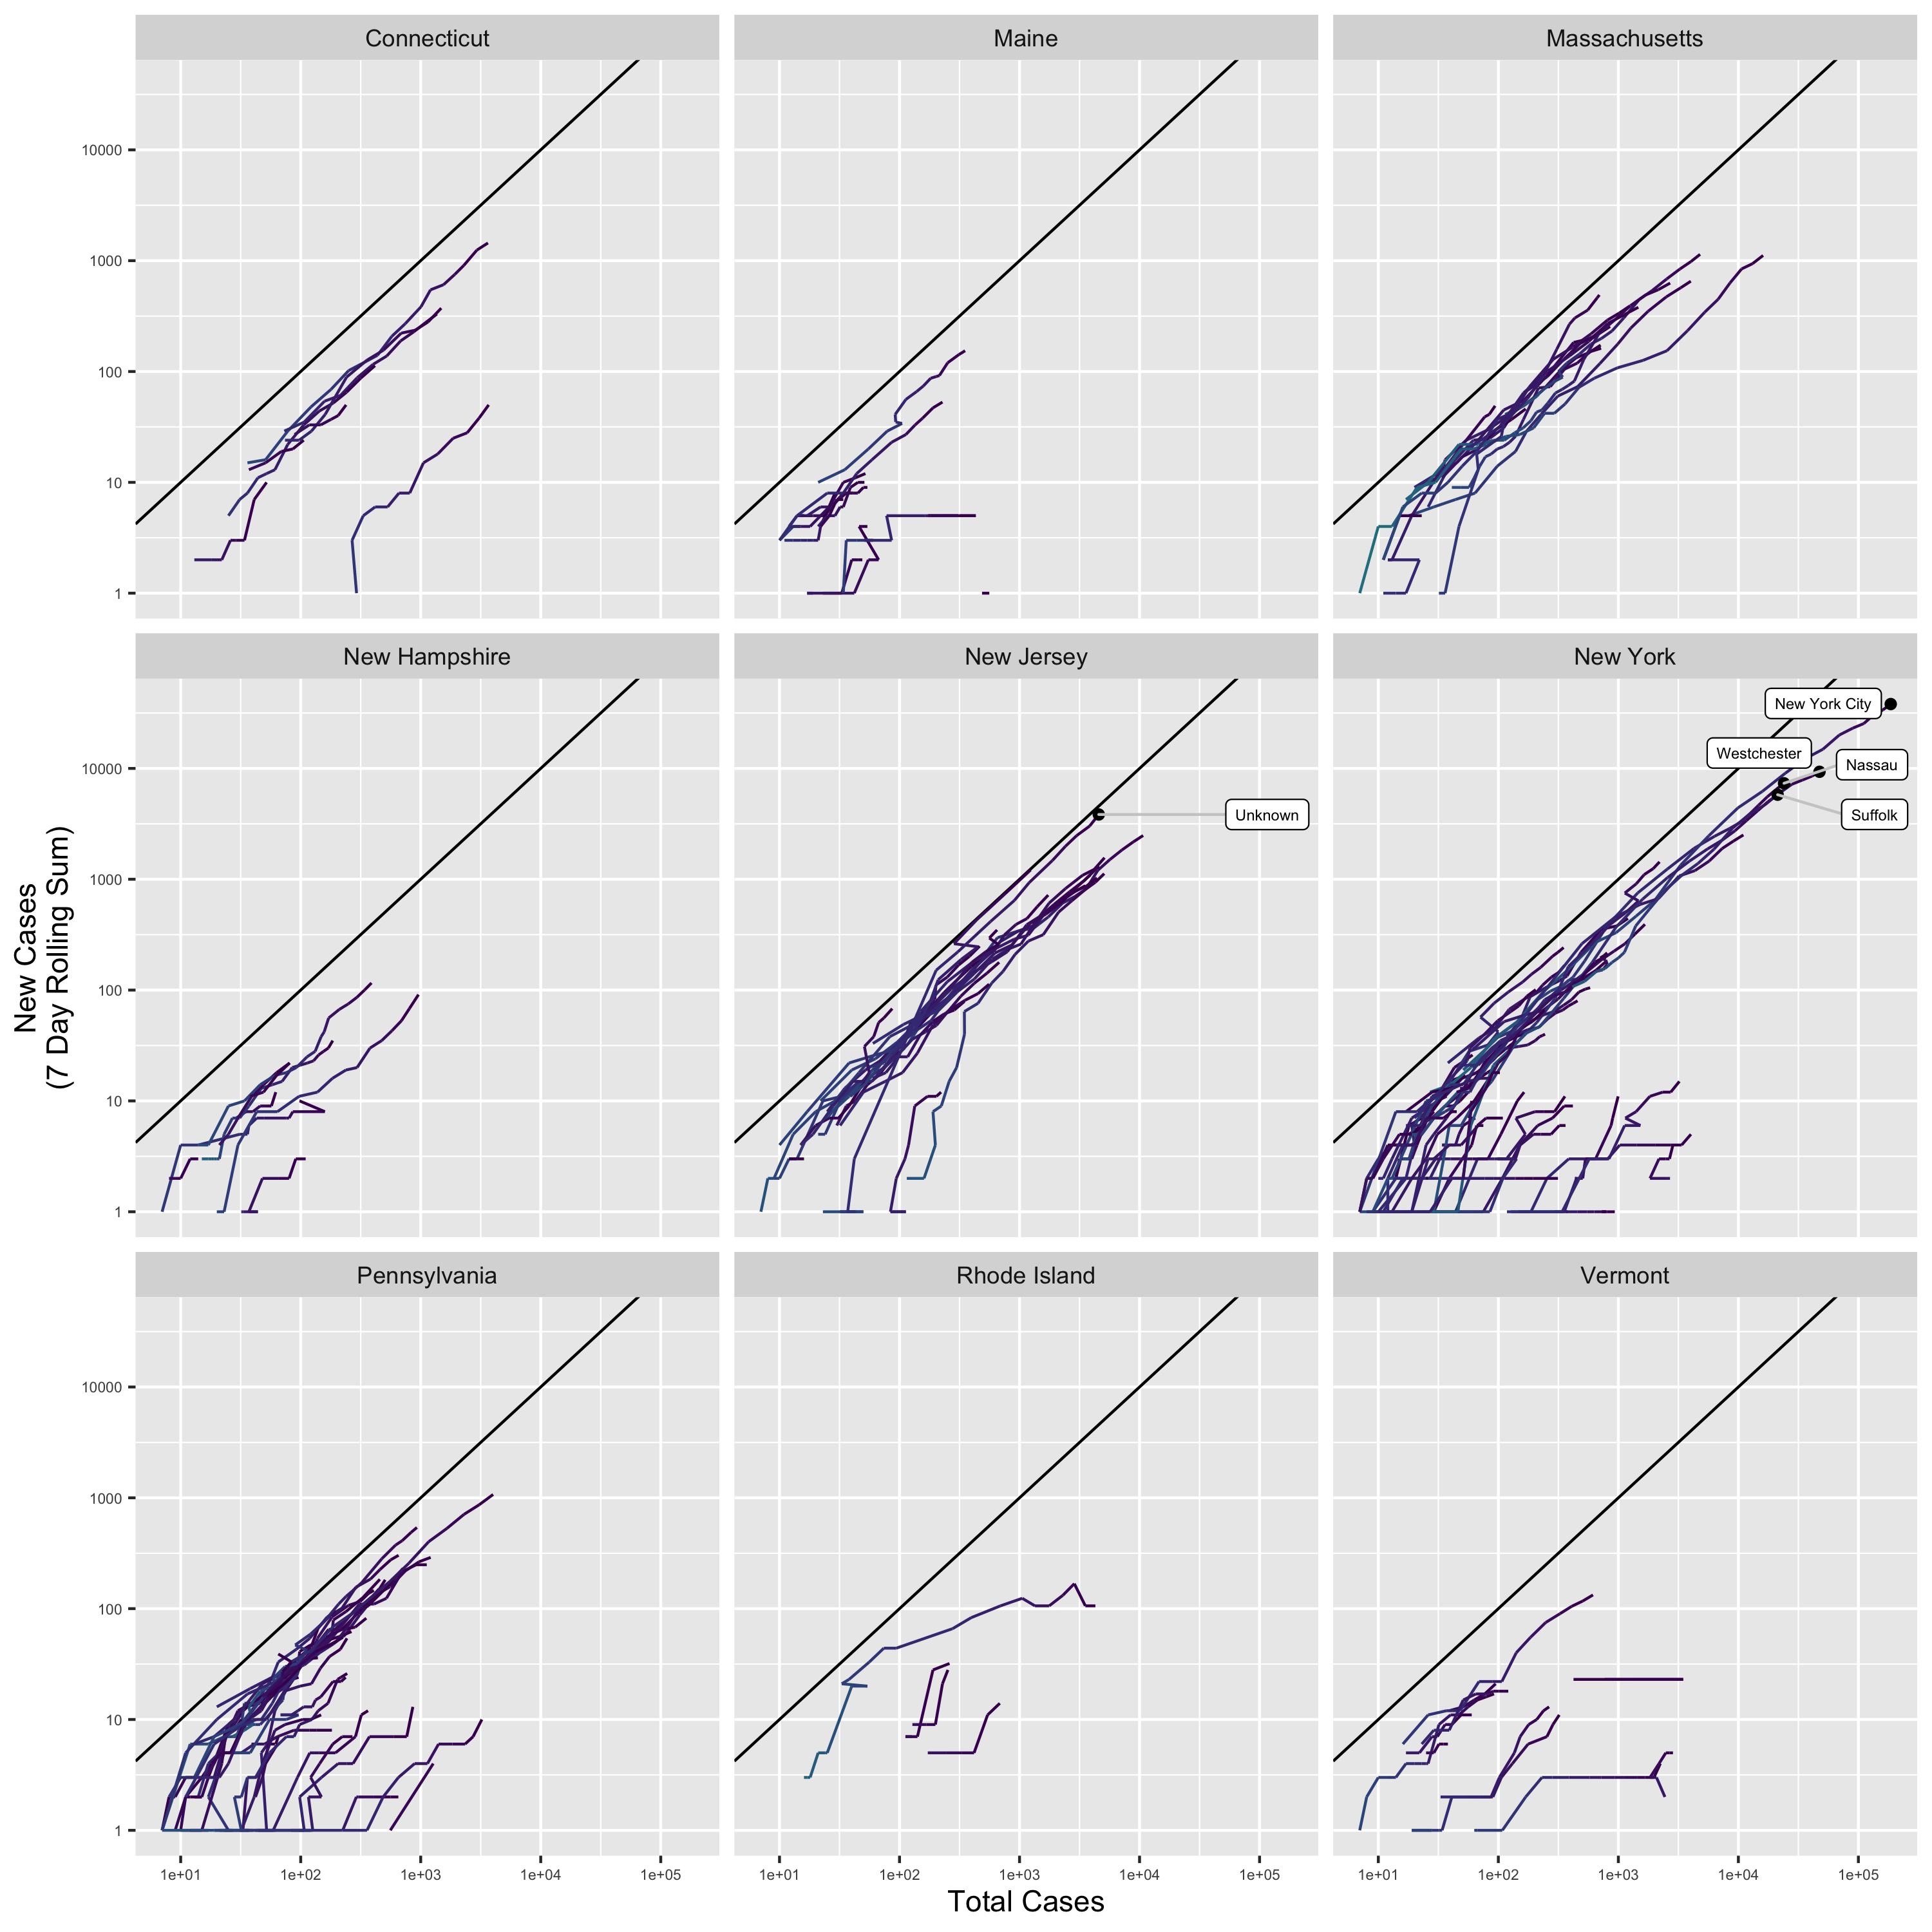 Connecticut
Maine
Massachusetts
10000
1000
100
10
1
New Hampshire
New Jersey
New York
New York City
Westchester
Nassau
Unknown
Suffolk
10000
1000
100
10
1
New Cases
(7 Day Rolling Sum)
Pennsylvania
Rhode Island
Vermont
10000
1000
100
10
1
1e+01 1e+02 1e+03 1e+04 1e+05
1e+01 1e+02 1e+03 1e+04 1e+05
1e+01 1e+02 1e+03 1e+04 1e+05
Total Cases